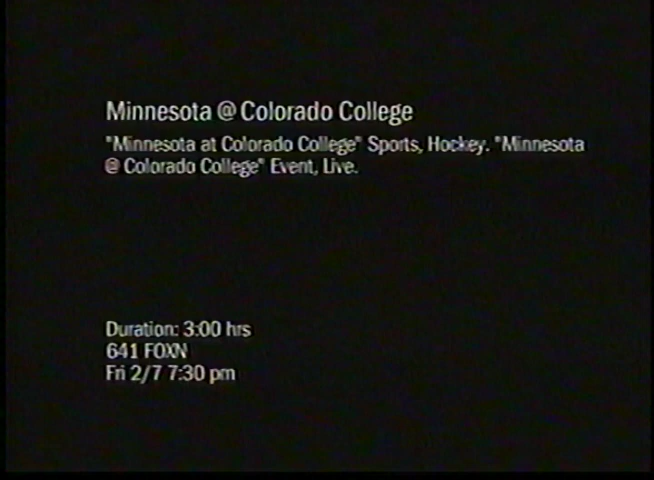 Minnesota @ Colorado College
"Minnesota at Colorado College" Sports, Hockey. "Minnesota
@ Colorado College" Event, Live.
Duration: 3:00 hrs
641 FOXN
Fri 2/7 7:30 pm